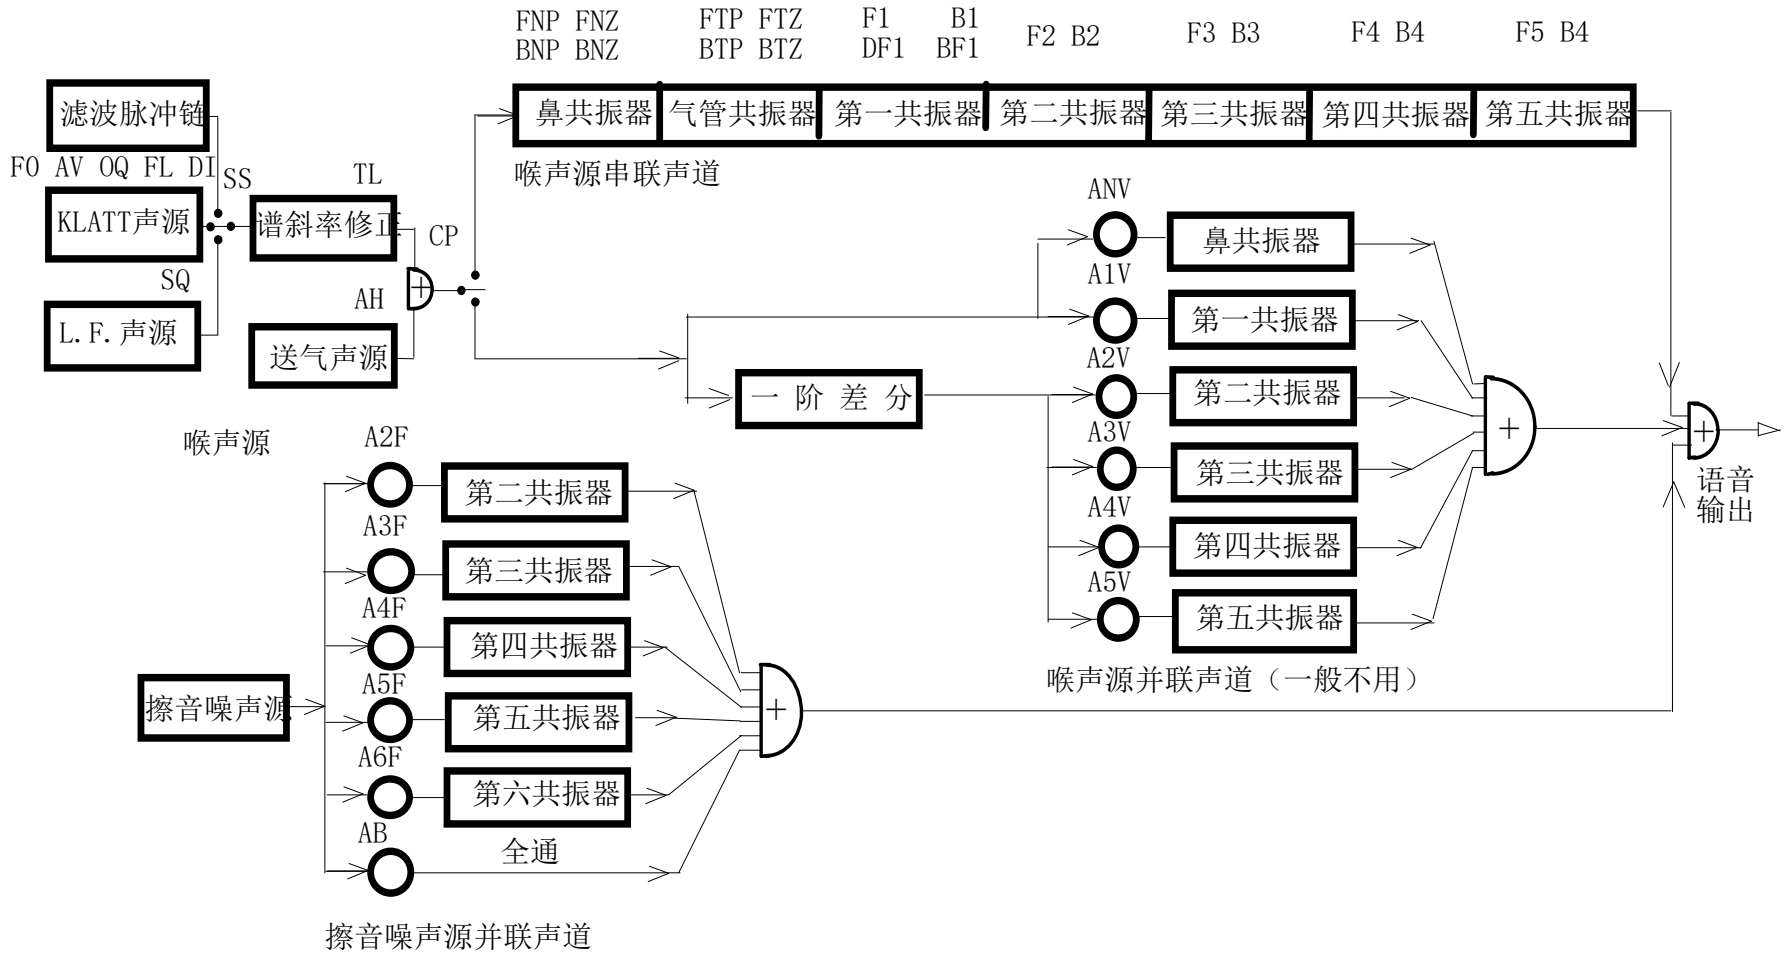 FNP FNZ
BNP BNZ
FTP FTZ
BTP BTZ
F1 B1
DF1 BF1
F2 B2
F3 B3
F4 B4
F5 B4
滤波脉冲链
鼻共振器
气管共振器
第一共振器
第二共振器
第三共振器
第四共振器
第五共振器
喉声源串联声道
F0 AV OQ FL DI
SS
TL
KLATT声源
谱斜率修正
CP
SQ
AH
L.F.声源
送气声源
喉声源
ANV
鼻共振器
A1V
第一共振器
A2V
一阶差分
第二共振器
A3V
第三共振器
A4V
第四共振器
A5V
第五共振器
喉声源并联声道（一般不用）
+
+
+
语音
输出
A2F
第二共振器
A3F
第三共振器
A4F
第四共振器
擦音噪声源
A5F
第五共振器
+
A6F
第六共振器
AB
全通
擦音噪声源并联声道